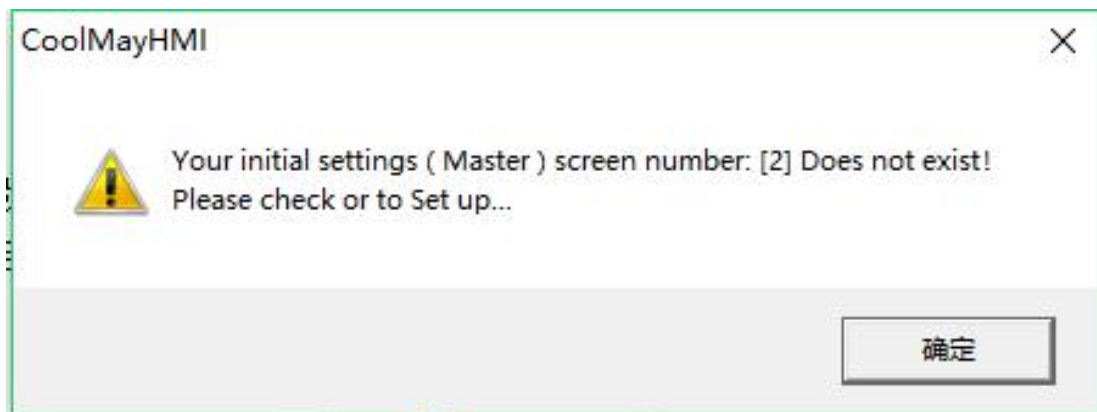 CoolMayHMI
Your initial settings ( Master ) screen number: [2] Does not exist!
Please check or to Set up...
确定